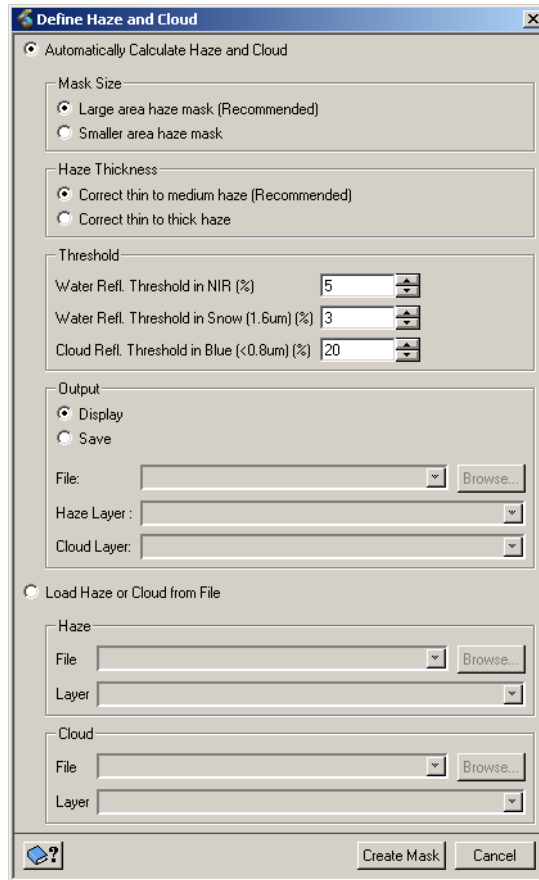 Define Haze and Cloud
Automatically Calculate Haze and Cloud
Mask Size
Large area haze mask (Recommended)
Smaller area haze mask
Haze Thickness
Correct thin to medium haze (Recommended)
Correct thin to thick haze
Threshold
Water Refl. Threshold in NIR (%) 5
Water Refl. Threshold in Snow (1.6um) (%) 3
Cloud Refl. Threshold in Blue (<0.8um) (%) 20
Output
Display
Save
File: Browse...
Haze Layer :
Cloud Layer:
Load Haze or Cloud from File
Haze
File Browse...
Layer
Cloud
File Browse...
Layer
? Create Mask Cancel